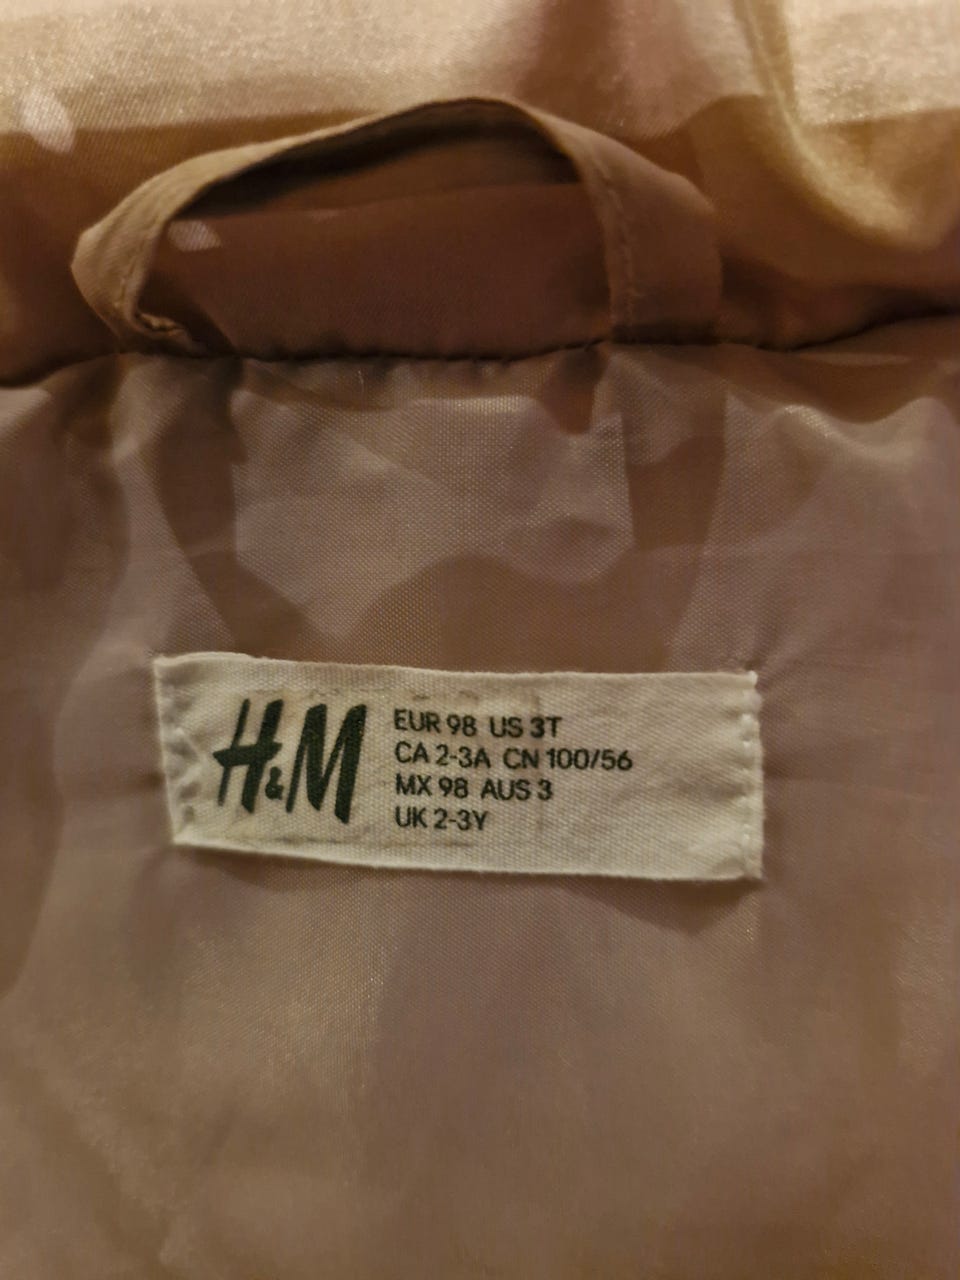 H&M
EUR 98 US 3T
CA 2-3A CN 100/56
MX 98 AUS 3
UK 2-3Y